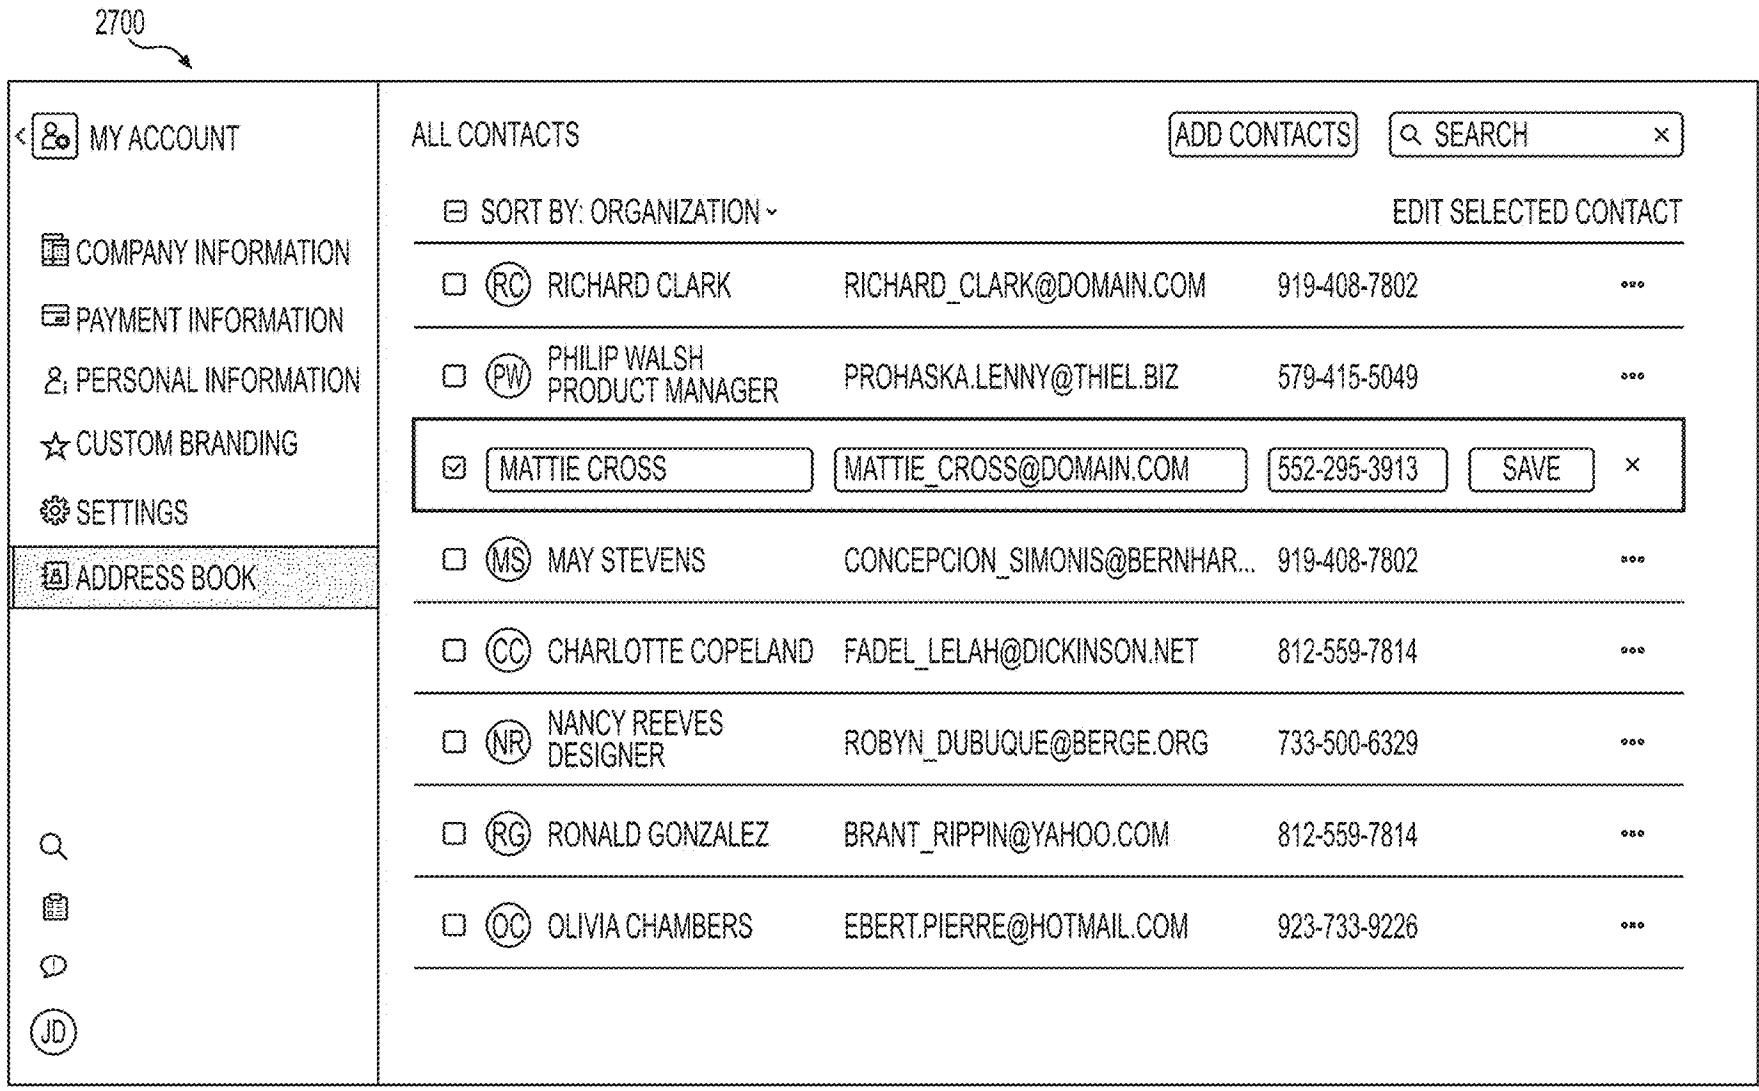 2700
MY ACCOUNT
COMPANY INFORMATION
PAYMENT INFORMATION
PERSONAL INFORMATION
CUSTOM BRANDING
SETTINGS
ADDRESS BOOK
JD
ALL CONTACTS
ADD CONTACTS
SEARCH
SORT BY: ORGANIZATION
EDIT SELECTED CONTACT
RC RICHARD CLARK RICHARD_CLARK@DOMAIN.COM 919-408-7802
PW PHILIP WALSH
PRODUCT MANAGER PROHASKA.LENNY@THIEL.BIZ 579-415-5049
MATTIE CROSS MATTIE_CROSS@DOMAIN.COM 552-295-3913 SAVE
MS MAY STEVENS CONCEPCION_SIMONIS@BERNHAR... 919-408-7802
CC CHARLOTTE COPELAND FADEL_LELAH@DICKINSON.NET 812-559-7814
NR NANCY REEVES
DESIGNER ROBYN_DUBUQUE@BERGE.ORG 733-500-6329
RG RONALD GONZALEZ BRANT_RIPPIN@YAHOO.COM 812-559-7814
OC OLIVIA CHAMBERS EBERT.PIERRE@HOTMAIL.COM 923-733-9226